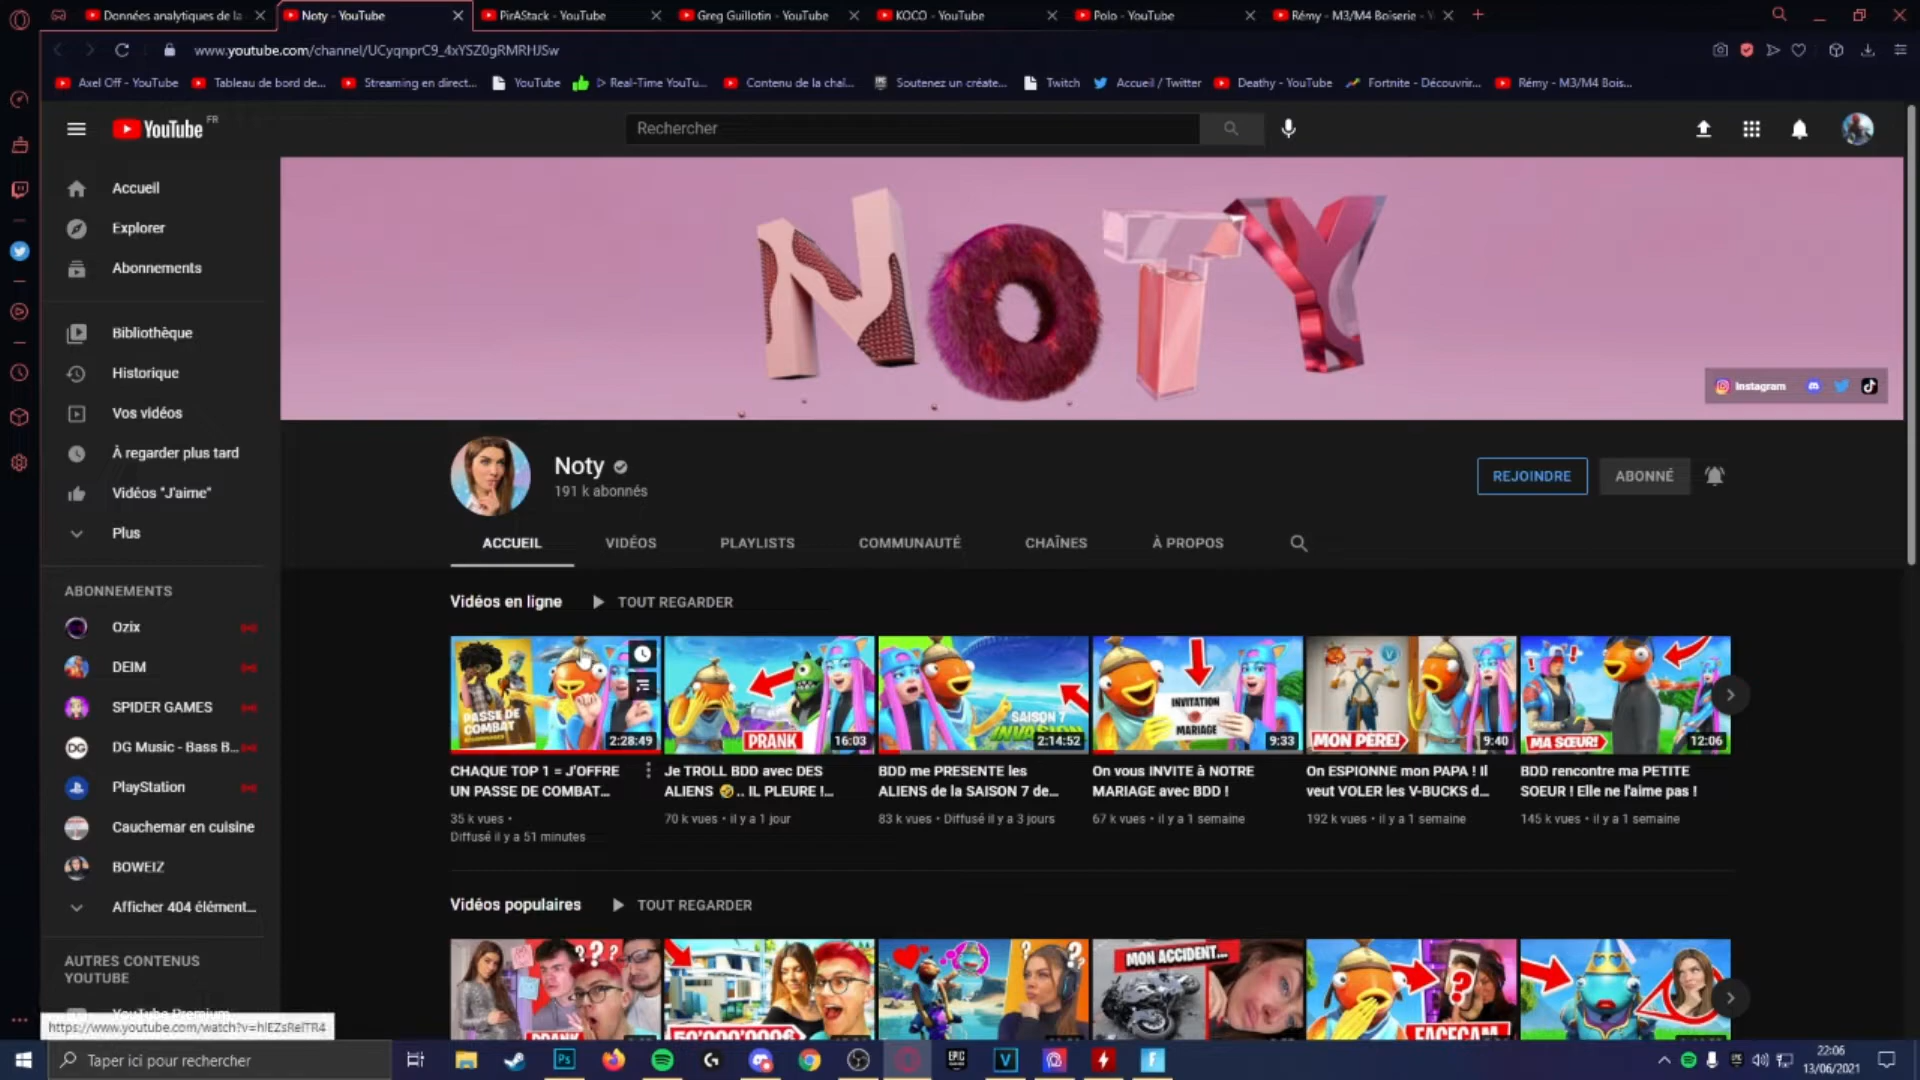 Données analytiques de la
Noty - YouTube
PirAStack - YouTube
Greg Guillotin - YouTube
KOCO - YouTube
Polo - YouTube
Rémy - M3/M4 Boiserie -
www.youtube.com/channel/UCyqnprC9_4xYSZ0gRMRHJSw
Axel Off - YouTube
Tableau de bord de...
Streaming en direct...
YouTube
Real-Time YouTu...
Contenu de la chaî...
Soutenez un créate...
Twitch
Accueil / Twitter
Deathy - YouTube
Fortnite - Découvrir...
Rémy - M3/M4 Bois...
YouTube FR
Rechercher
Accueil
Explorer
Abonnements
Bibliothèque
Historique
Vos vidéos
À regarder plus tard
Vidéos "J'aime"
Plus
ABONNEMENTS
Ozix
DEIM
SPIDER GAMES
DG Music - Bass B...
PlayStation
Cauchemar en cuisine
BOWEIZ
Afficher 404 élément...
AUTRES CONTENUS
YOUTUBE
YouTube Premium
https://www.youtube.com/watch?v=hlEZsReiTR4
NOTY
Instagram
Noty
191 k abonnés
REJOINDRE
ABONNÉ
ACCUEIL
VIDÉOS
PLAYLISTS
COMMUNAUTÉ
CHAÎNES
À PROPOS
Vidéos en ligne
TOUT REGARDER
PASSE DE
COMBAT
2:28:49
PRANK
16:03
SAISON 7
INVASION
2:14:52
INVITATION
MARIAGE
9:33
MON PÈRE!
9:40
MA SŒUR!
12:06
CHAQUE TOP 1 = J'OFFRE
UN PASSE DE COMBAT...
35 k vues •
Diffusé il y a 51 minutes
Je TROLL BDD avec DES
ALIENS 🤣.. IL PLEURE !...
70 k vues • il y a 1 jour
BDD me PRESENTE les
ALIENS de la SAISON 7 de...
83 k vues • Diffusé il y a 3 jours
On vous INVITE à NOTRE
MARIAGE avec BDD !
67 k vues • il y a 1 semaine
On ESPIONNE mon PAPA ! Il
veut VOLER les V-BUCKS d...
192 k vues • il y a 1 semaine
BDD rencontre ma PETITE
SOEUR ! Elle ne l'aime pas !
145 k vues • il y a 1 semaine
Vidéos populaires
TOUT REGARDER
???
PRANK
50'000'000€
??
MON ACCIDENT...
?
FACECAM
Taper ici pour rechercher
Ps
EPIC
V
F
22:06
13/06/2021